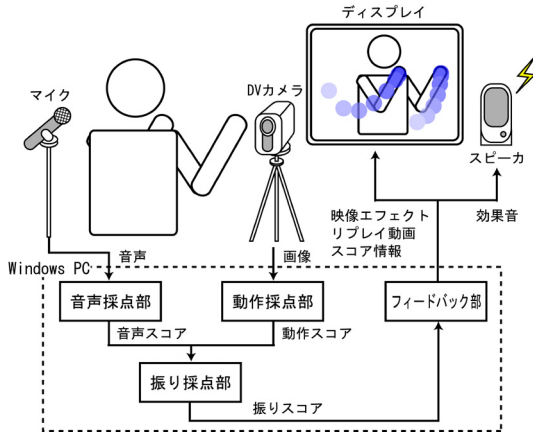 ディスプレイ
マイク
DVカメラ
スピーカ
映像エフェクト
リプレイ動画
スコア情報
効果音
音声
画像
Windows PC
音声採点部
動作採点部
フィードバック部
音声スコア
動作スコア
振り採点部
振りスコア